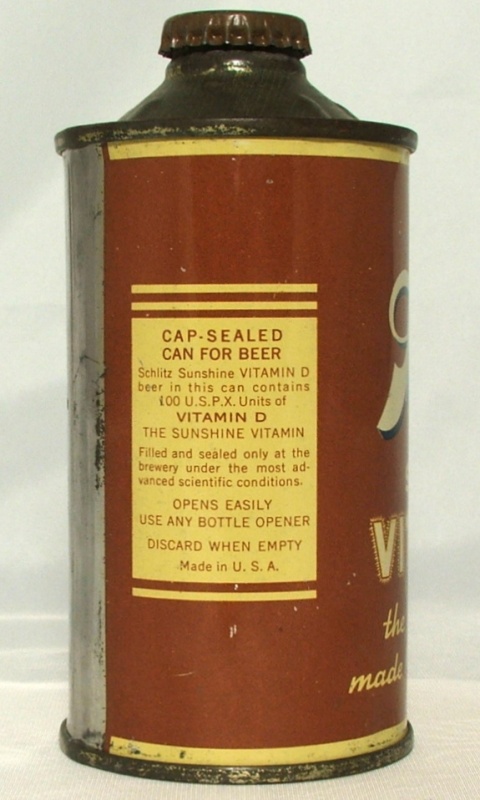 CAP-SEALED
CAN FOR BEER
Schlitz Sunshine VITAMIN D
beer in this can contains
100 U.S.P.X. Units of
VITAMIN D
THE SUNSHINE VITAMIN
Filled and sealed only at the
brewery under the most ad-
vanced scientific conditions.
OPENS EASILY
USE ANY BOTTLE OPENER
DISCARD WHEN EMPTY
Made in U. S. A.
VI
the
made